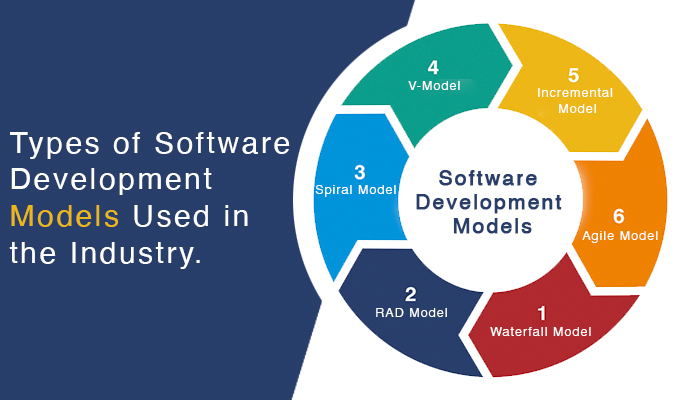 Types of Software
Development
Models Used in
the Industry.
Software
Development
Models
1
Waterfall Model
2
RAD Model
3
Spiral Model
4
V-Model
5
Incremental
Model
6
Agile Model